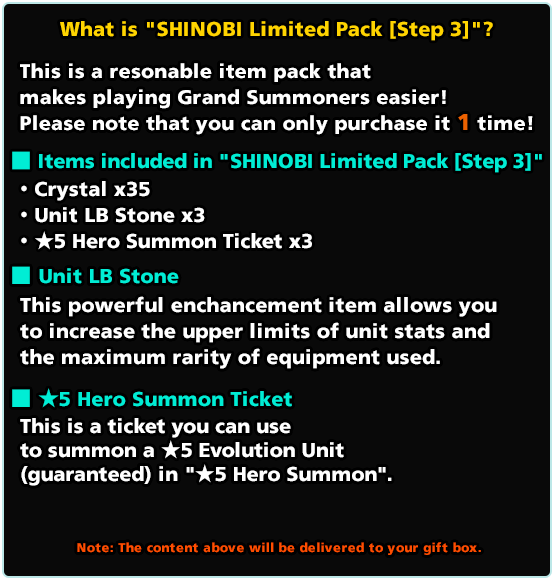 What is "SHINOBI Limited Pack [Step 3]"?
This is a resonable item pack that
makes playing Grand Summoners easier!
Please note that you can only purchase it 1 time!
■ Items included in "SHINOBI Limited Pack [Step 3]"
• Crystal x35
• Unit LB Stone x3
• ★5 Hero Summon Ticket x3
■ Unit LB Stone
This powerful enchancement item allows you
to increase the upper limits of unit stats and
the maximum rarity of equipment used.
■ ★5 Hero Summon Ticket
This is a ticket you can use
to summon a ★5 Evolution Unit
(guaranteed) in "★5 Hero Summon".
Note: The content above will be delivered to your gift box.